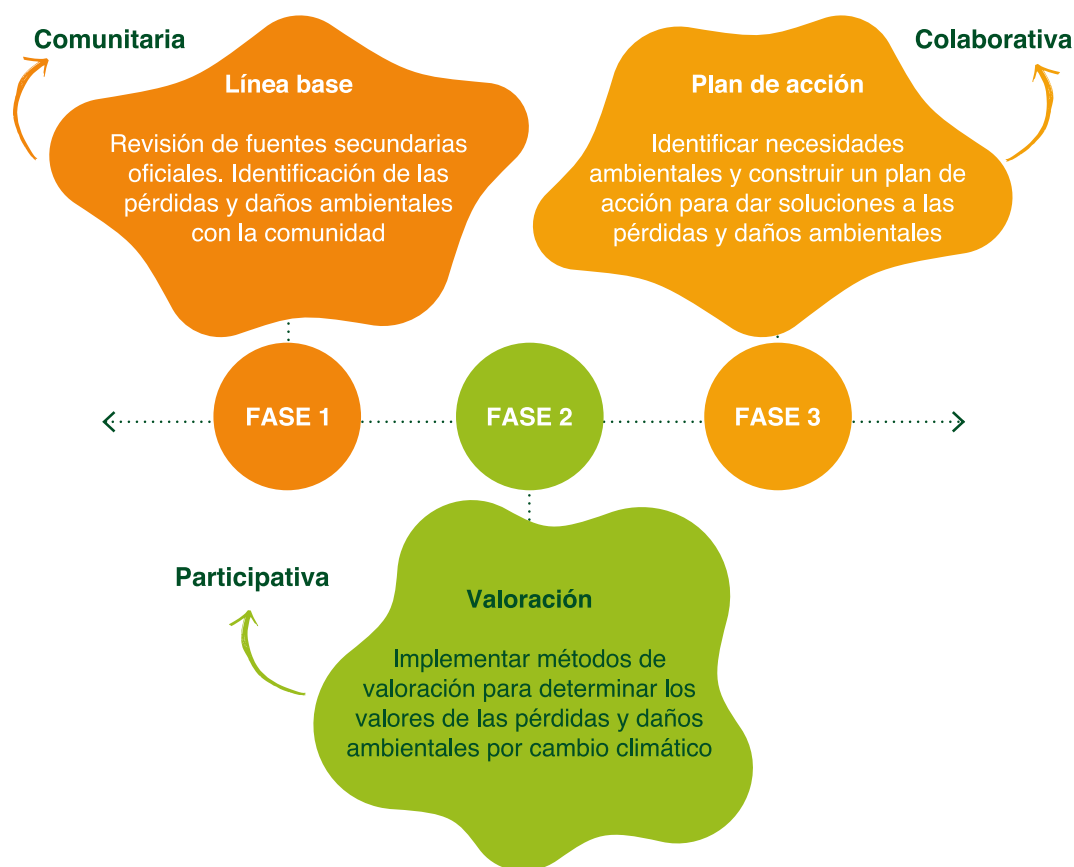 Comunitaria
Línea base
Revisión de fuentes secundarias
oficiales. Identificación de las
pérdidas y daños ambientales
con la comunidad
Colaborativa
Plan de acción
Identificar necesidades
ambientales y construir un plan de
acción para dar soluciones a las
pérdidas y daños ambientales
FASE 1
FASE 2
FASE 3
Participativa
Valoración
Implementar métodos de
valoración para determinar los
valores de las pérdidas y daños
ambientales por cambio climático